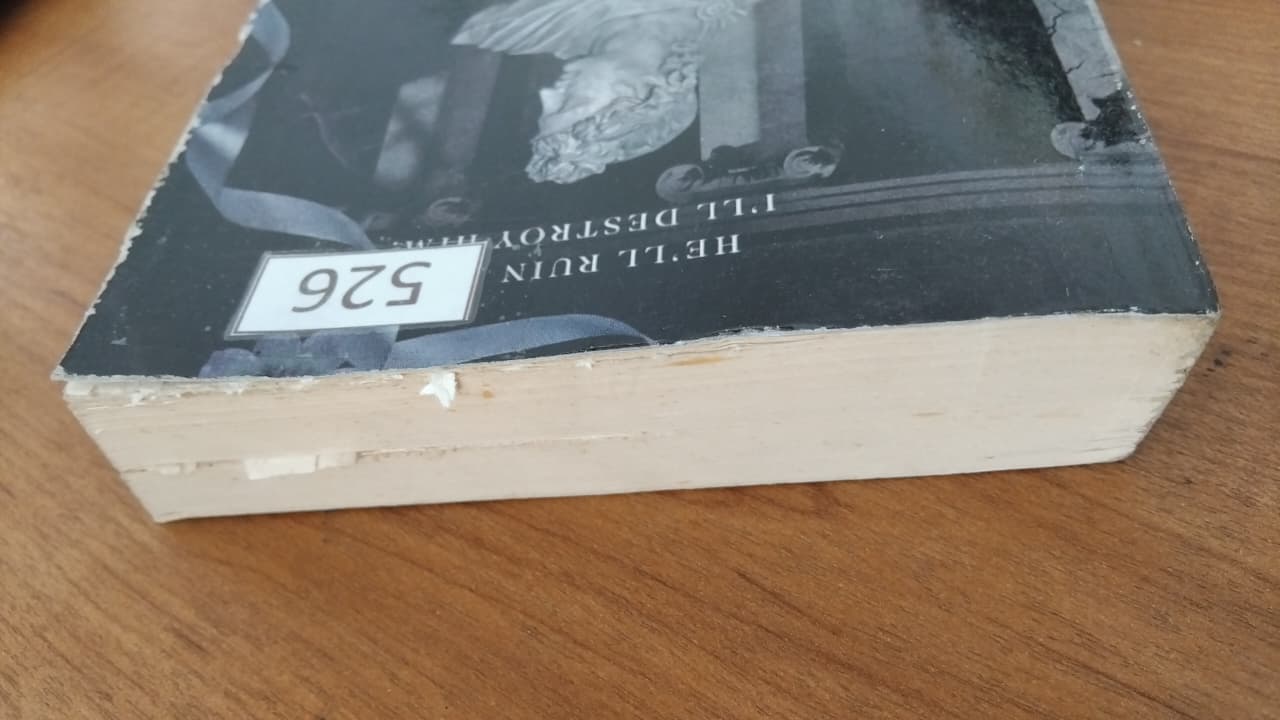 HE'LL RUIN
I'LL DESTROY HIM.
526